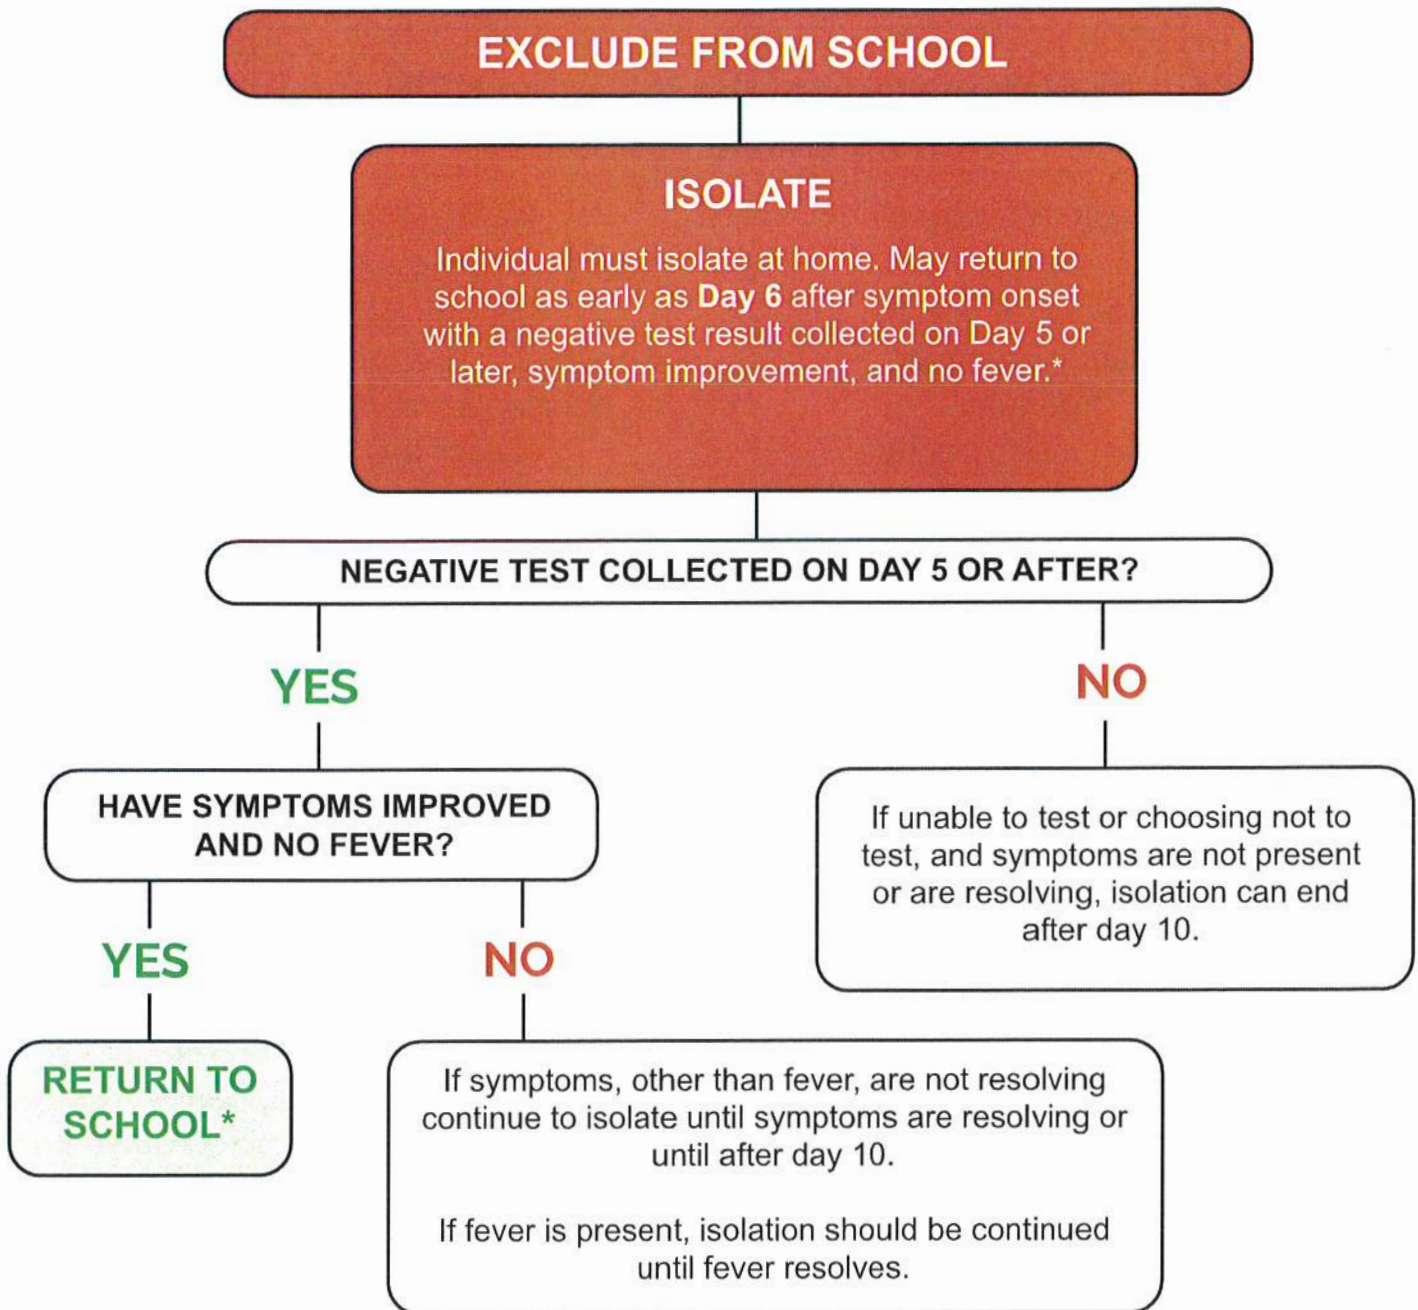 EXCLUDE FROM SCHOOL
ISOLATE
Individual must isolate at home. May return to
school as early as Day 6 after symptom onset
with a negative test result collected on Day 5 or
later, symptom improvement, and no fever.*
NEGATIVE TEST COLLECTED ON DAY 5 OR AFTER?
YES
NO
HAVE SYMPTOMS IMPROVED
AND NO FEVER?
If unable to test or choosing not to
test, and symptoms are not present
or are resolving, isolation can end
after day 10.
YES
NO
RETURN TO
SCHOOL*
If symptoms, other than fever, are not resolving
continue to isolate until symptoms are resolving or
until after day 10.
If fever is present, isolation should be continued
until fever resolves.